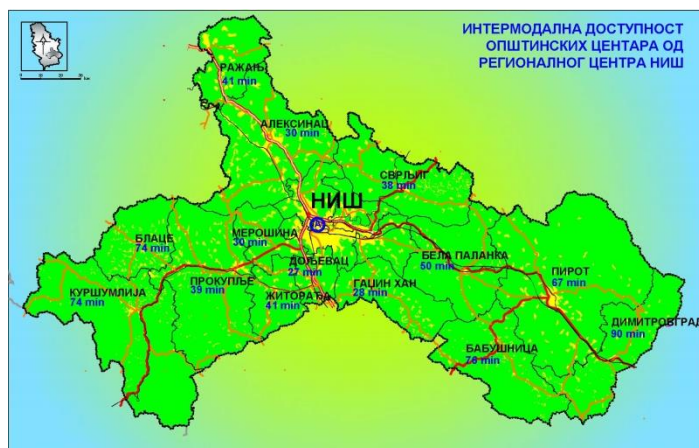 ИНТЕРМОДАЛНА ДОСТУПНОСТ
ОПШТИНСКИХ ЦЕНТАРА ОД
РЕГИОНАЛНОГ ЦЕНТРА НИШ
РАЖАЊ
41 min
АЛЕКСИНАЦ
30 min
СВРЉИГ
38 min
НИШ
МЕРОШИНА
30 min
БЛАЦЕ
74 min
ДОЉЕВАЦ
27 min
БЕЛА ПАЛАНКА
50 min
КУРШУМЛИЈА
74 min
ПРОКУПЉЕ
39 min
ЖИТОРАЂА
41 min
ГАЏИН ХАН
28 min
ПИРОТ
67 min
ДИМИТРОВГРАД
90 min
БАБУШНИЦА